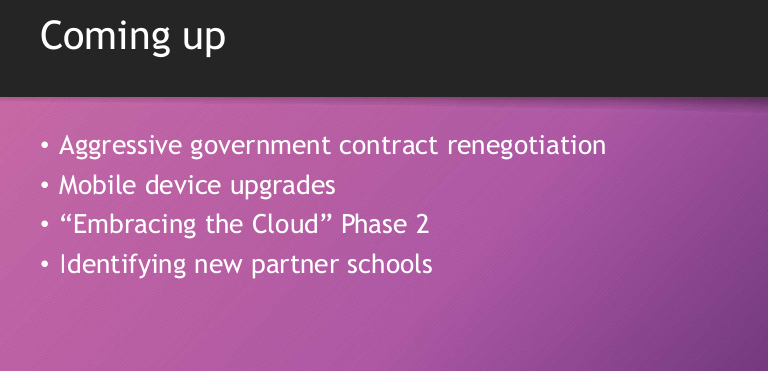 Coming up
• Aggressive government contract renegotiation
• Mobile device upgrades
• “Embracing the Cloud” Phase 2
• Identifying new partner schools